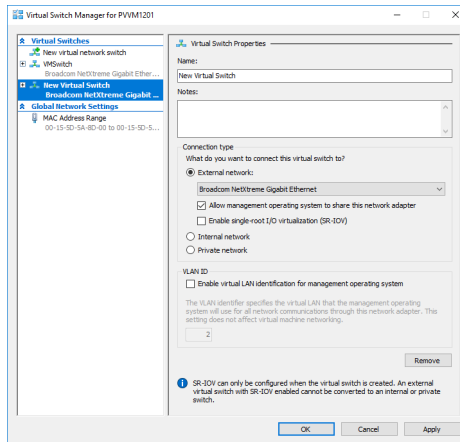 Virtual Switch Manager for PVVM1201
Virtual Switches
New virtual network switch
VMSwitch
Broadcom NetXtreme Gigabit Ether...
New Virtual Switch
Broadcom NetXtreme Gigabit ...
Global Network Settings
MAC Address Range
00-15-5D-5A-8D-00 to 00-15-5D-5...
Virtual Switch Properties
Name:
New Virtual Switch
Notes:
Connection type
What do you want to connect this virtual switch to?
External network:
Broadcom NetXtreme Gigabit Ethernet
Allow management operating system to share this network adapter
Enable single-root I/O virtualization (SR-IOV)
Internal network
Private network
VLAN ID
Enable virtual LAN identification for management operating system
The VLAN identifier specifies the virtual LAN that the management operating
system will use for all network communications through this network adapter. This
setting does not affect virtual machine networking.
2
Remove
SR-IOV can only be configured when the virtual switch is created. An external
virtual switch with SR-IOV enabled cannot be converted to an internal or private
switch.
OK
Cancel
Apply